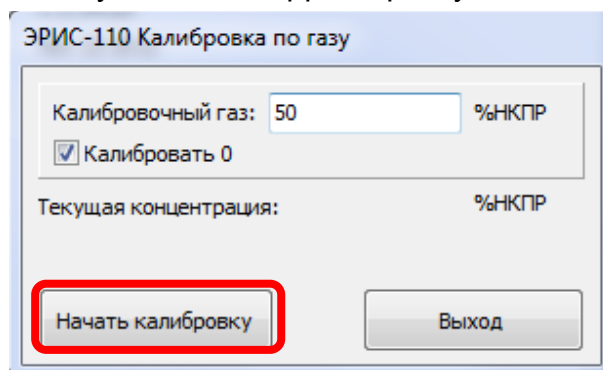 ЭРИС-110 Калибровка по газу
Калибровочный газ: 50 %НКПР
Калибровать 0
Текущая концентрация: %НКПР
Начать калибровку Выход